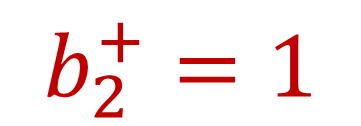 b₂⁺ = 1